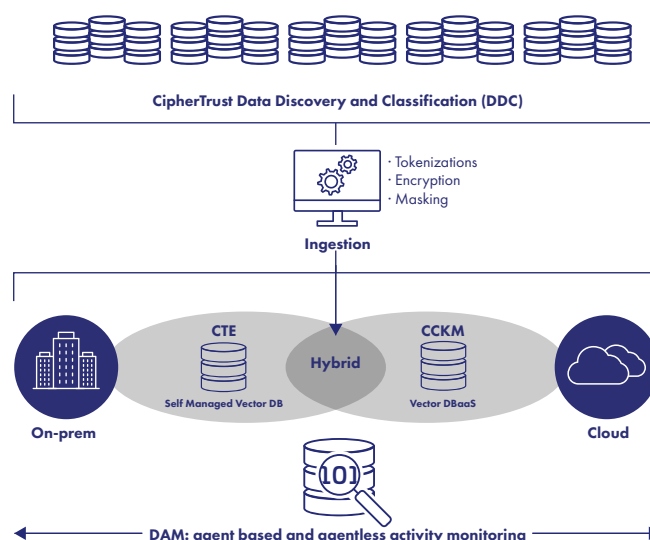 CipherTrust Data Discovery and Classification (DDC)
· Tokenizations
· Encryption
· Masking
Ingestion
CTE
CCKM
Hybrid
Self Managed Vector DB
Vector DBaaS
On-prem
Cloud
101
DAM: agent based and agentless activity monitoring